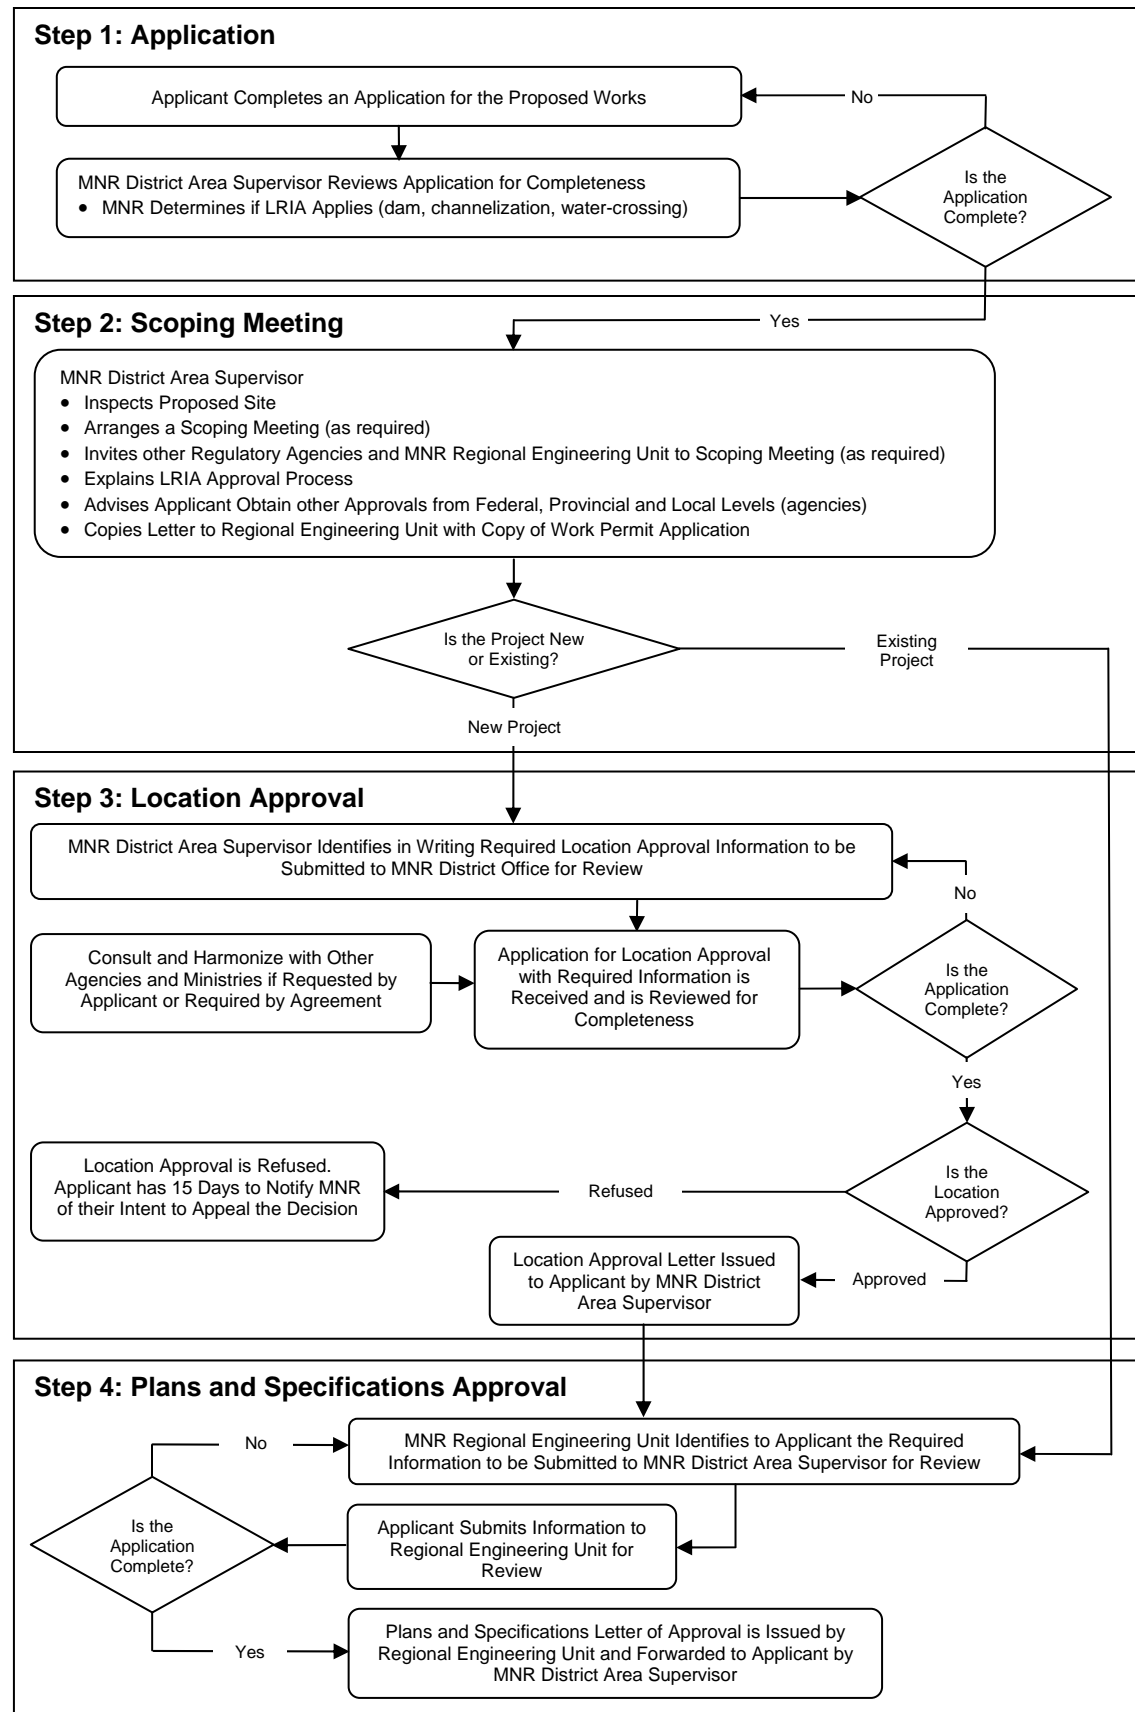 Step 1: Application
Applicant Completes an Application for the Proposed Works
No
MNR District Area Supervisor Reviews Application for Completeness
• MNR Determines if LRIA Applies (dam, channelization, water-crossing)
Is the
Application
Complete?
Step 2: Scoping Meeting
Yes
MNR District Area Supervisor
• Inspects Proposed Site
• Arranges a Scoping Meeting (as required)
• Invites other Regulatory Agencies and MNR Regional Engineering Unit to Scoping Meeting (as required)
• Explains LRIA Approval Process
• Advises Applicant Obtain other Approvals from Federal, Provincial and Local Levels (agencies)
• Copies Letter to Regional Engineering Unit with Copy of Work Permit Application
Is the Project New
or Existing?
Existing
Project
New Project
Step 3: Location Approval
MNR District Area Supervisor Identifies in Writing Required Location Approval Information to be
Submitted to MNR District Office for Review
No
Consult and Harmonize with Other
Agencies and Ministries if Requested by
Applicant or Required by Agreement
Application for Location Approval
with Required Information is
Received and is Reviewed for
Completeness
Is the
Application
Complete?
Yes
Location Approval is Refused.
Applicant has 15 Days to Notify MNR
of their Intent to Appeal the Decision
Refused
Is the
Location
Approved?
Location Approval Letter Issued
to Applicant by MNR District
Area Supervisor
Approved
Step 4: Plans and Specifications Approval
No
MNR Regional Engineering Unit Identifies to Applicant the Required
Information to be Submitted to MNR District Area Supervisor for Review
Is the
Application
Complete?
Applicant Submits Information to
Regional Engineering Unit for
Review
Yes
Plans and Specifications Letter of Approval is Issued by
Regional Engineering Unit and Forwarded to Applicant by
MNR District Area Supervisor